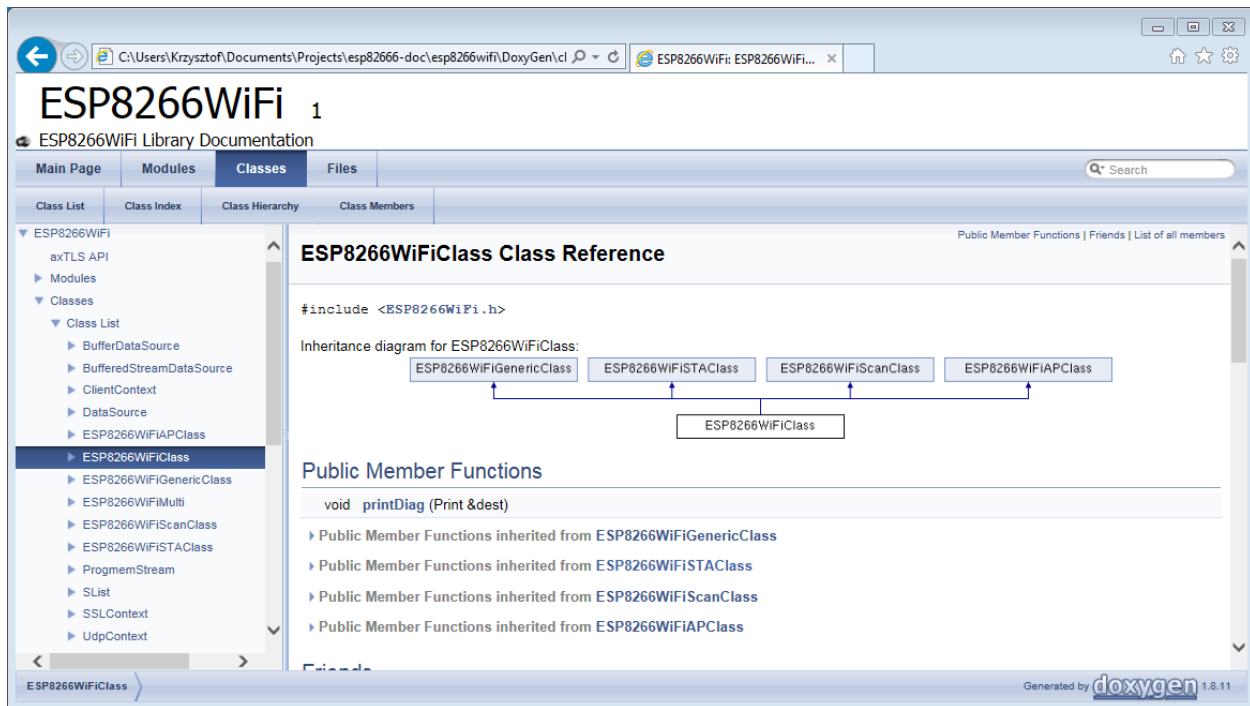 C:\Users\Krzysztof\Documents\Projects\esp82666-doc\esp8266wifi\DoxyGen\cl
ESP8266WiFi: ESP8266WiFi...
ESP8266WiFi 1
ESP8266WiFi Library Documentation
Main Page Modules Classes Files
Search
Class List Class Index Class Hierarchy Class Members
ESP8266WiFi
axTLS API
Modules
Classes
Class List
BufferDataSource
BufferedStreamDataSource
ClientContext
DataSource
ESP8266WiFiAPClass
ESP8266WiFiClass
ESP8266WiFiGenericClass
ESP8266WiFiMulti
ESP8266WiFiScanClass
ESP8266WiFiSTAClass
ProgmemStream
SList
SSLContext
UdpContext
Public Member Functions | Friends | List of all members
ESP8266WiFiClass Class Reference
#include <ESP8266WiFi.h>
Inheritance diagram for ESP8266WiFiClass:
ESP8266WiFiGenericClass ESP8266WiFiSTAClass ESP8266WiFiScanClass ESP8266WiFiAPClass
ESP8266WiFiClass
Public Member Functions
void printDiag (Print &dest)
Public Member Functions inherited from ESP8266WiFiGenericClass
Public Member Functions inherited from ESP8266WiFiSTAClass
Public Member Functions inherited from ESP8266WiFiScanClass
Public Member Functions inherited from ESP8266WiFiAPClass
Friends
ESP8266WiFiClass
Generated by doxygen 1.8.11